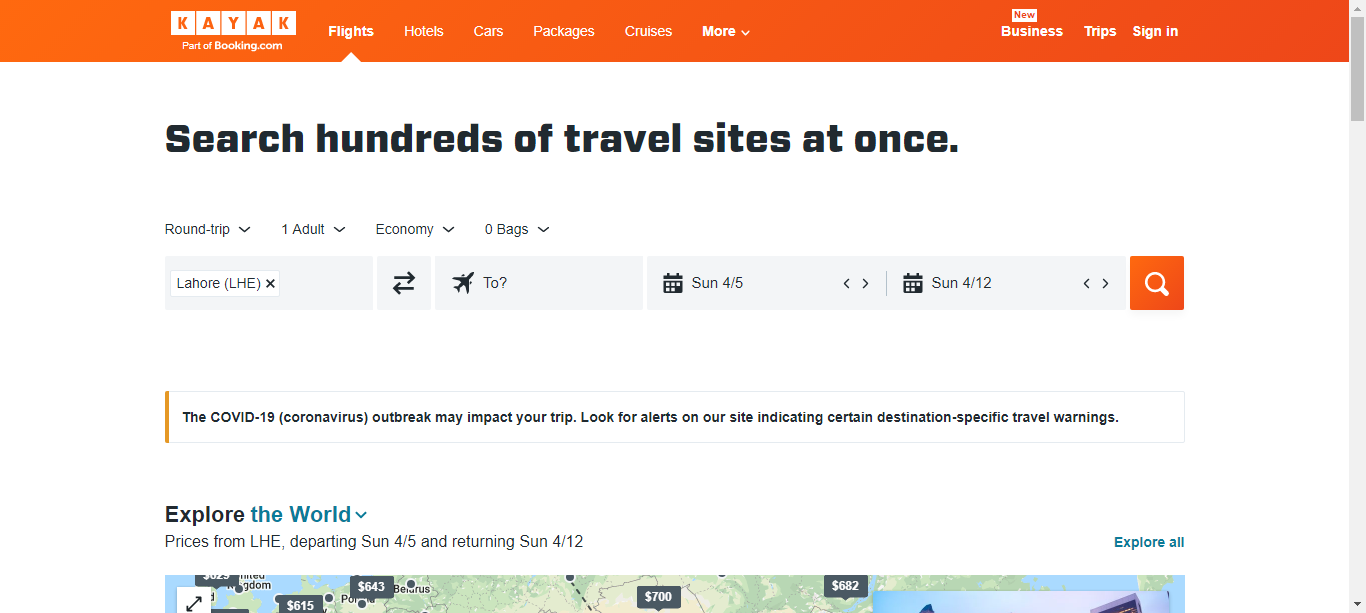 KAYAK
Part of Booking.com
Flights Hotels Cars Packages Cruises More
New
Business Trips Sign in
Search hundreds of travel sites at once.
Round-trip 1 Adult Economy 0 Bags
Lahore (LHE) × To? Sun 4/5 Sun 4/12
The COVID-19 (coronavirus) outbreak may impact your trip. Look for alerts on our site indicating certain destination-specific travel warnings.
Explore the World
Prices from LHE, departing Sun 4/5 and returning Sun 4/12
Explore all
$643 Belarus $682
$615 $700